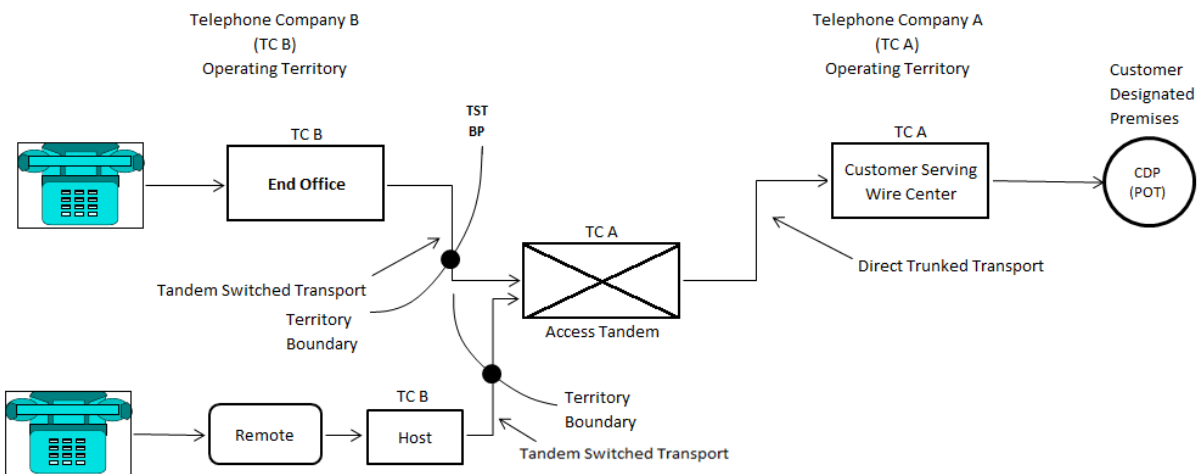 Telephone Company B
(TC B)
Operating Territory
Telephone Company A
(TC A)
Operating Territory
Customer
Designated
Premises
TST
BP
TC B
End Office
TC A
Customer Serving
Wire Center
CDP
(POT)
TC A
Access Tandem
Direct Trunked Transport
Tandem Switched Transport
Territory
Boundary
TC B
Remote
Host
Territory
Boundary
Tandem Switched Transport